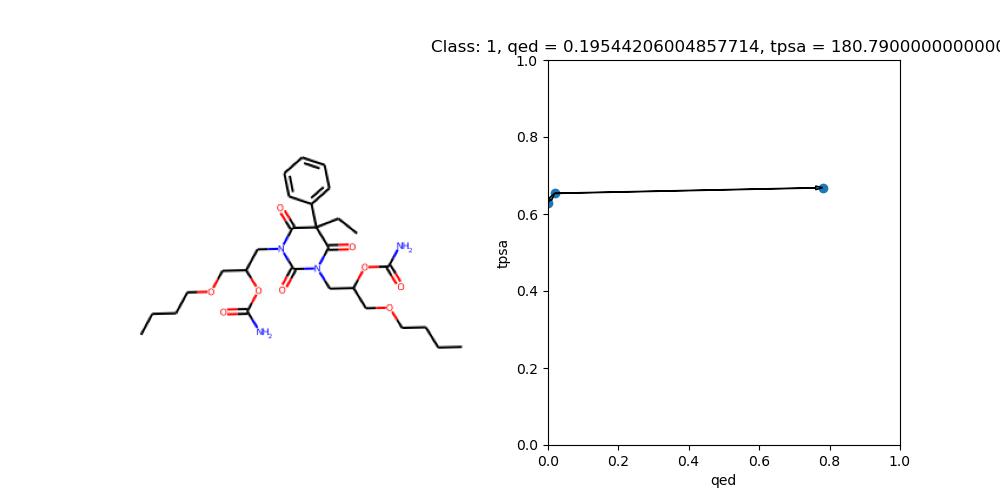 Class: 1, qed = 0.19544206004857714, tpsa = 180.7900000000000
1.0
0.8
0.6
0.4
0.2
0.0
tpsa
0.0 0.2 0.4 0.6 0.8 1.0
qed
O
O
NH2
N
O
O
N
O
O
O
O
O
O
NH2